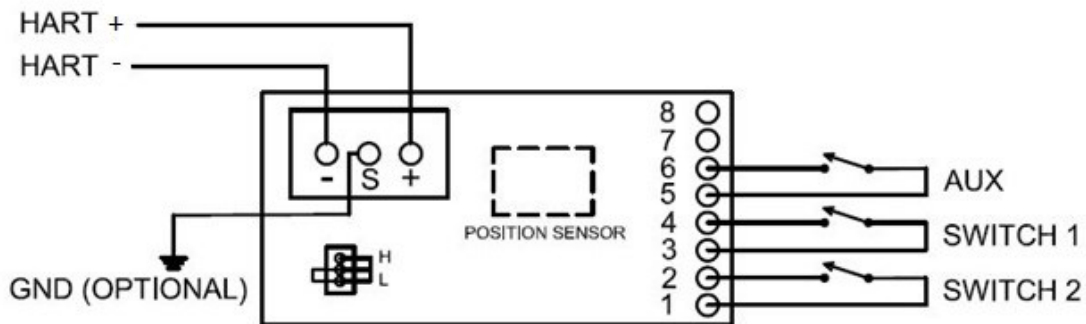 HART +
HART -
- S +
GND (OPTIONAL)
H
L
POSITION SENSOR
8
7
6
5
4
3
2
1
AUX
SWITCH 1
SWITCH 2